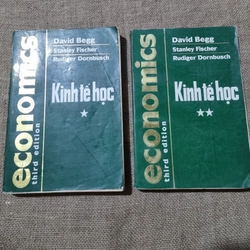 economics
third edition
David Begg
Stanley Fischer
Rudiger Dornbusch
Kinh tế học
economics
third edition
David Begg
Stanley Fischer
Rudiger Dornbusch
Kinh tế học